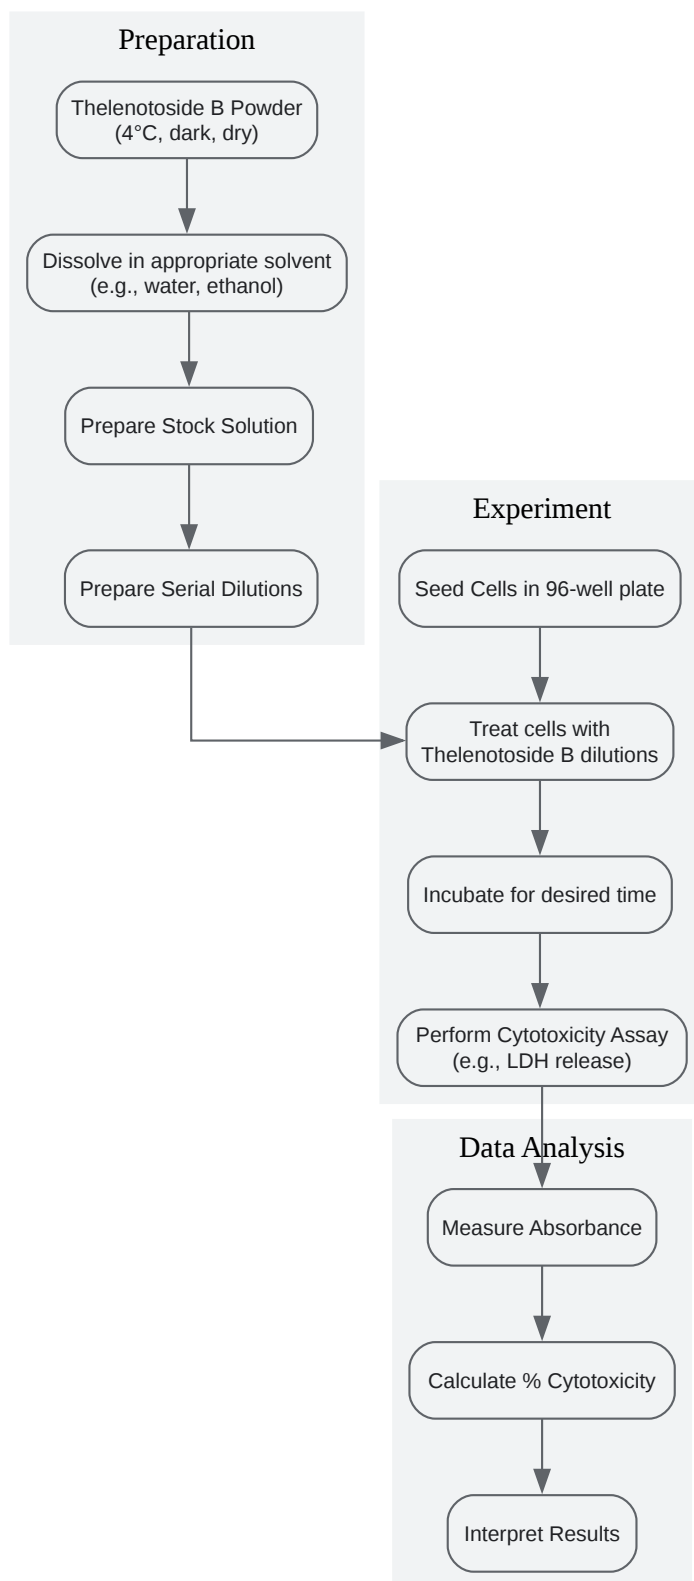 Preparation
Thelenotoside B Powder
(4°C, dark, dry)
Dissolve in appropriate solvent
(e.g., water, ethanol)
Prepare Stock Solution
Prepare Serial Dilutions
Experiment
Seed Cells in 96-well plate
Treat cells with
Thelenotoside B dilutions
Incubate for desired time
Perform Cytotoxicity Assay
(e.g., LDH release)
Data Analysis
Measure Absorbance
Calculate % Cytotoxicity
Interpret Results